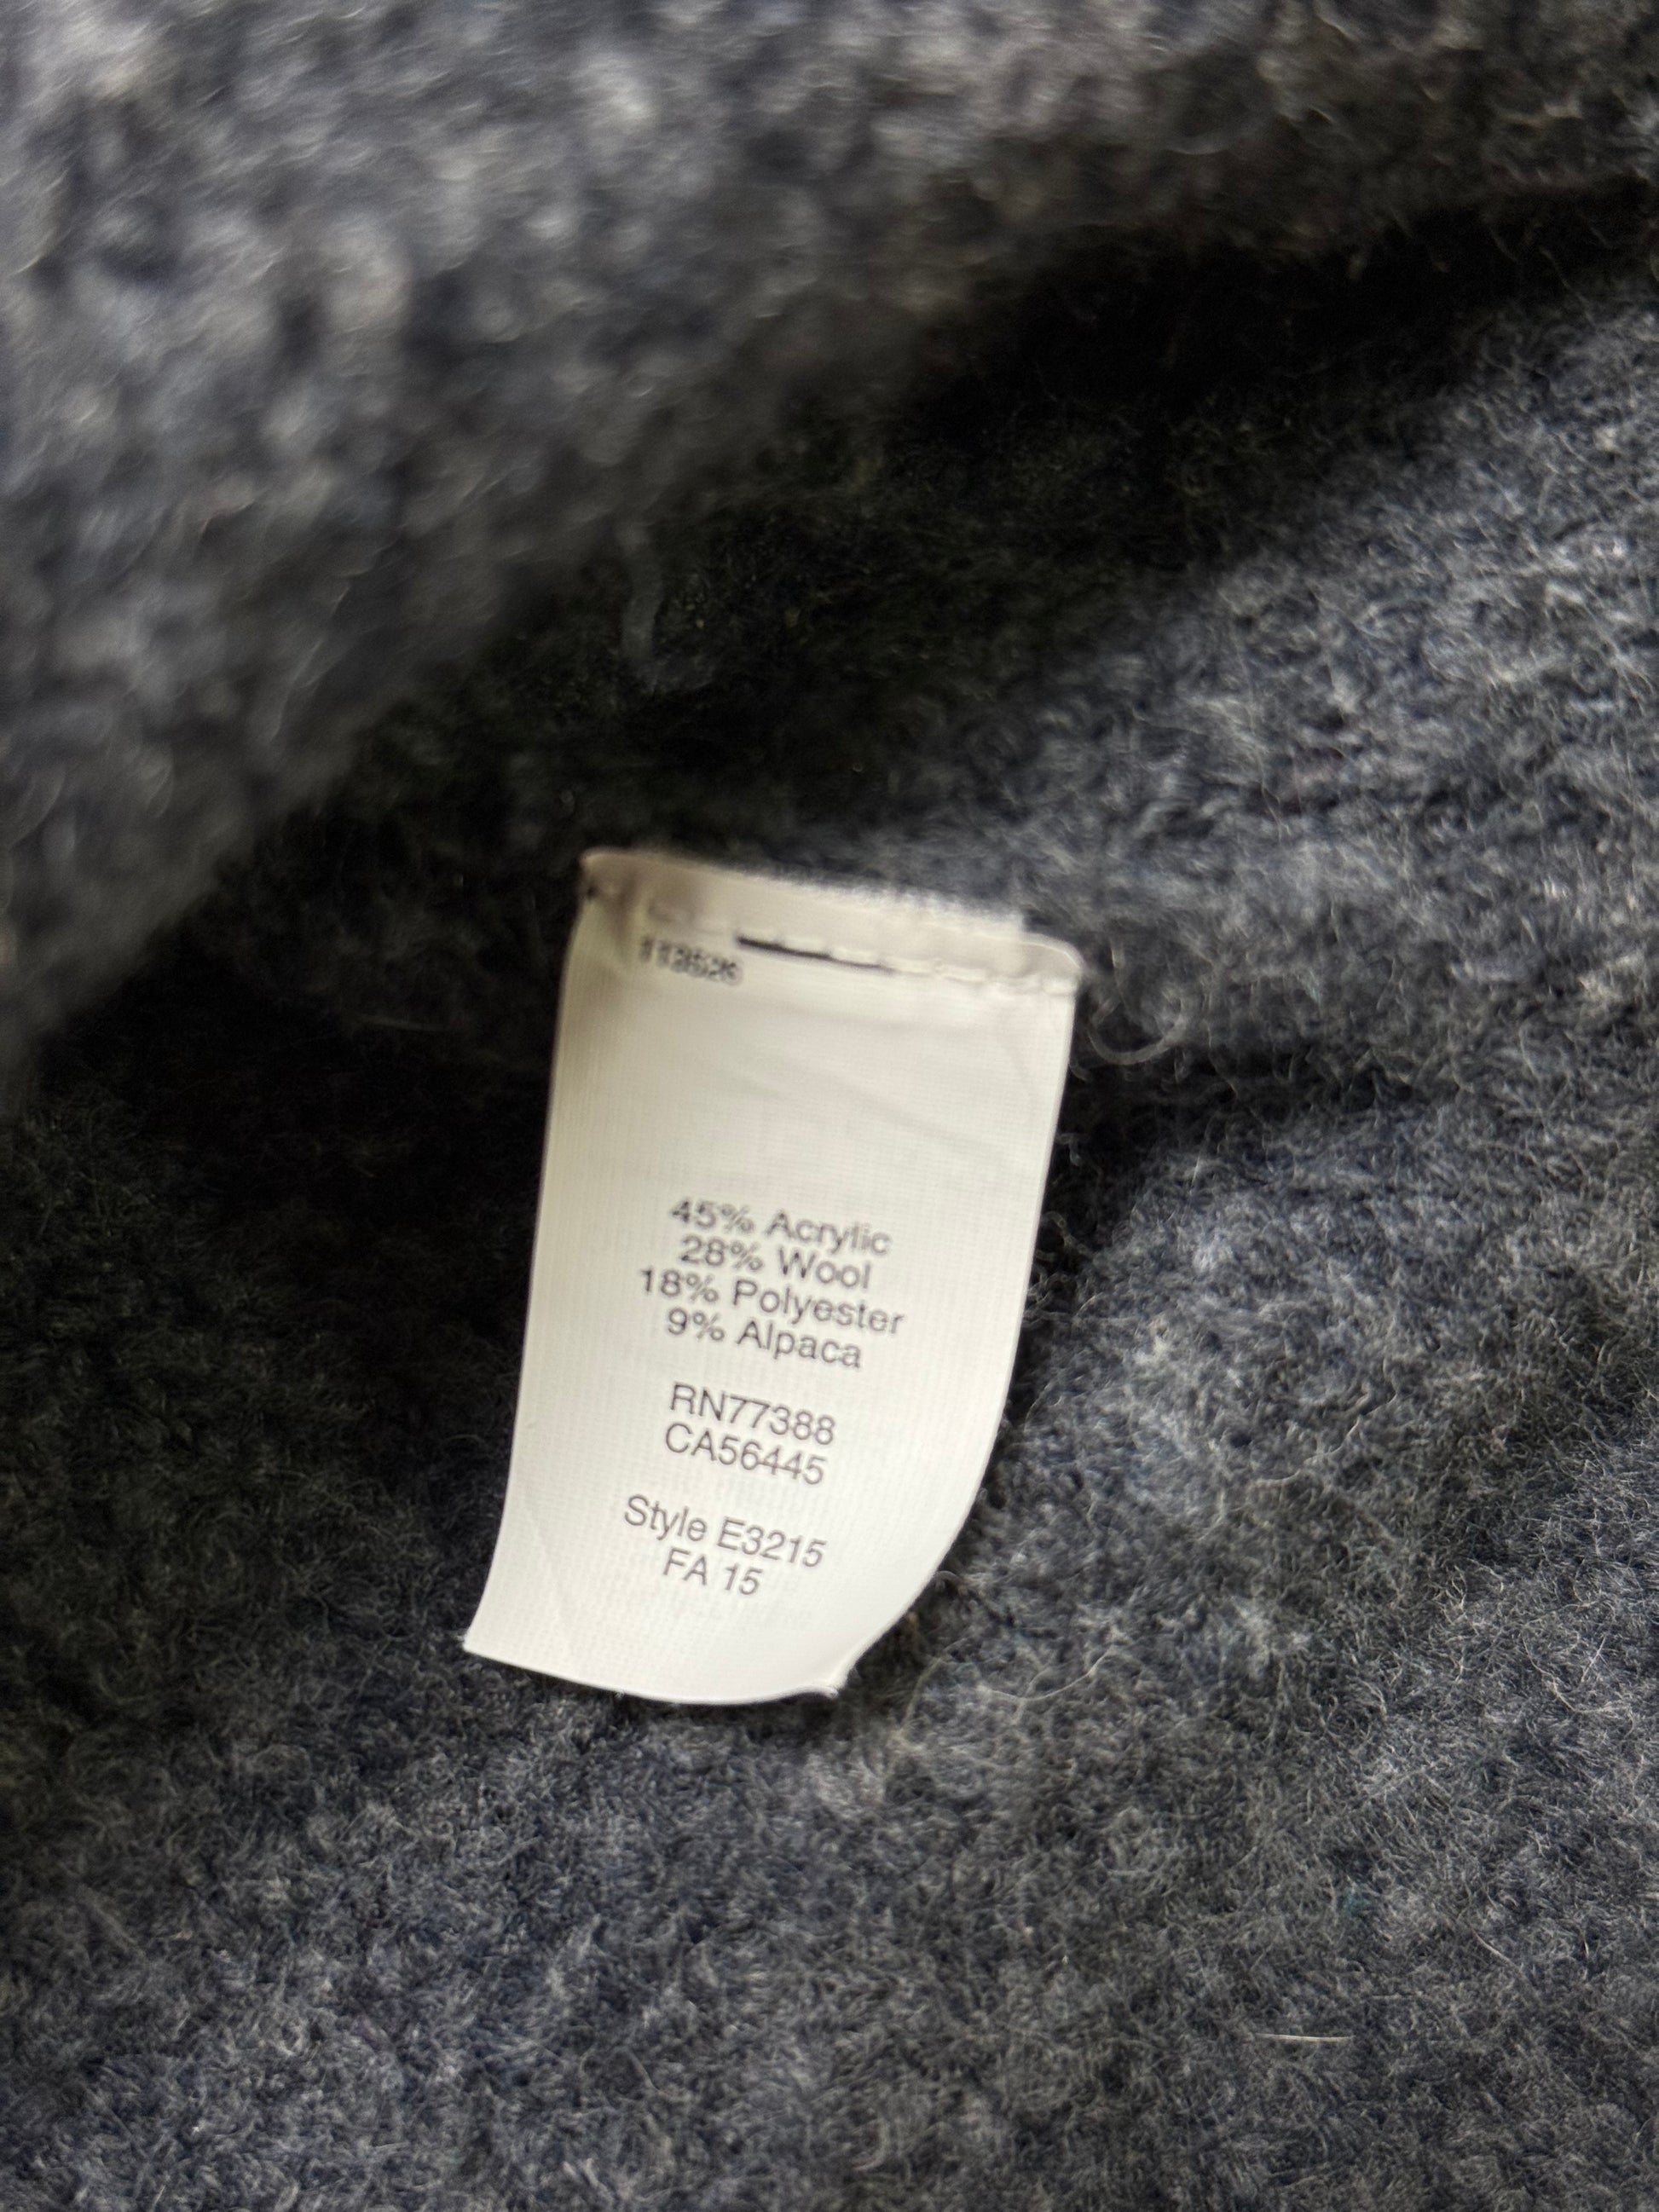 45% Acrylic
28% Wool
18% Polyester
9% Alpaca
RN77388
CA56445
Style E3215
FA 15